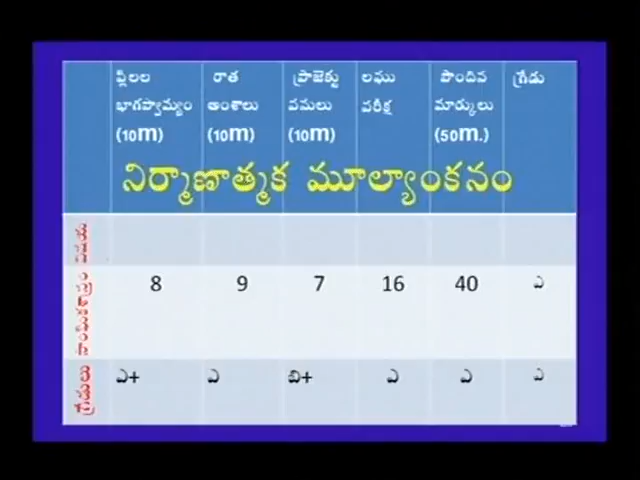 పిల్లల భాగస్వామ్యం (10m) రాత అంశాలు (10m) ప్రాజెక్టు పనులు (10m) లఘు పరీక్ష పొందిన మార్కులు (50m.) గ్రేడు
నిర్మాణాత్మక మూల్యాంకనం
8 9 7 16 40 ఎ
గ్రేడులు ఎ+ ఎ బి+ ఎ ఎ ఎ